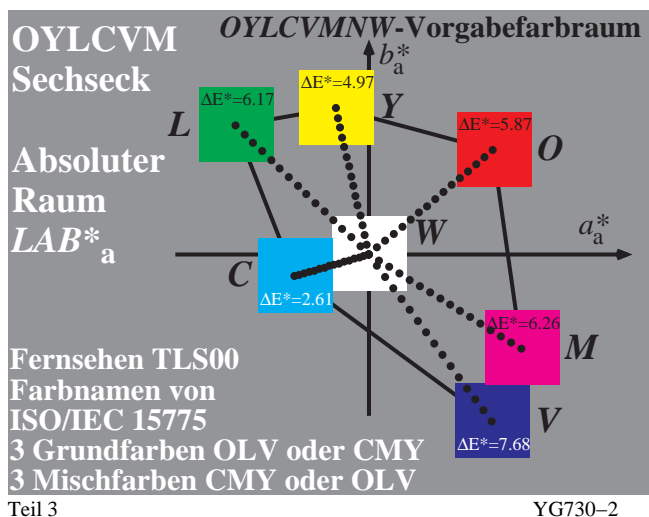 OYLCVMNW-Vorgabefarbraum
OYLCVM
Sechseck
b*a
ΔE*=6.17
ΔE*=4.97
ΔE*=5.87
L
Y
O
Absoluter
Raum
LAB*a
W
a*a
C
ΔE*=2.61
ΔE*=6.26
M
V
ΔE*=7.68
Fernsehen TLS00
Farbnamen von
ISO/IEC 15775
3 Grundfarben OLV oder CMY
3 Mischfarben CMY oder OLV
Teil 3
YG730−2